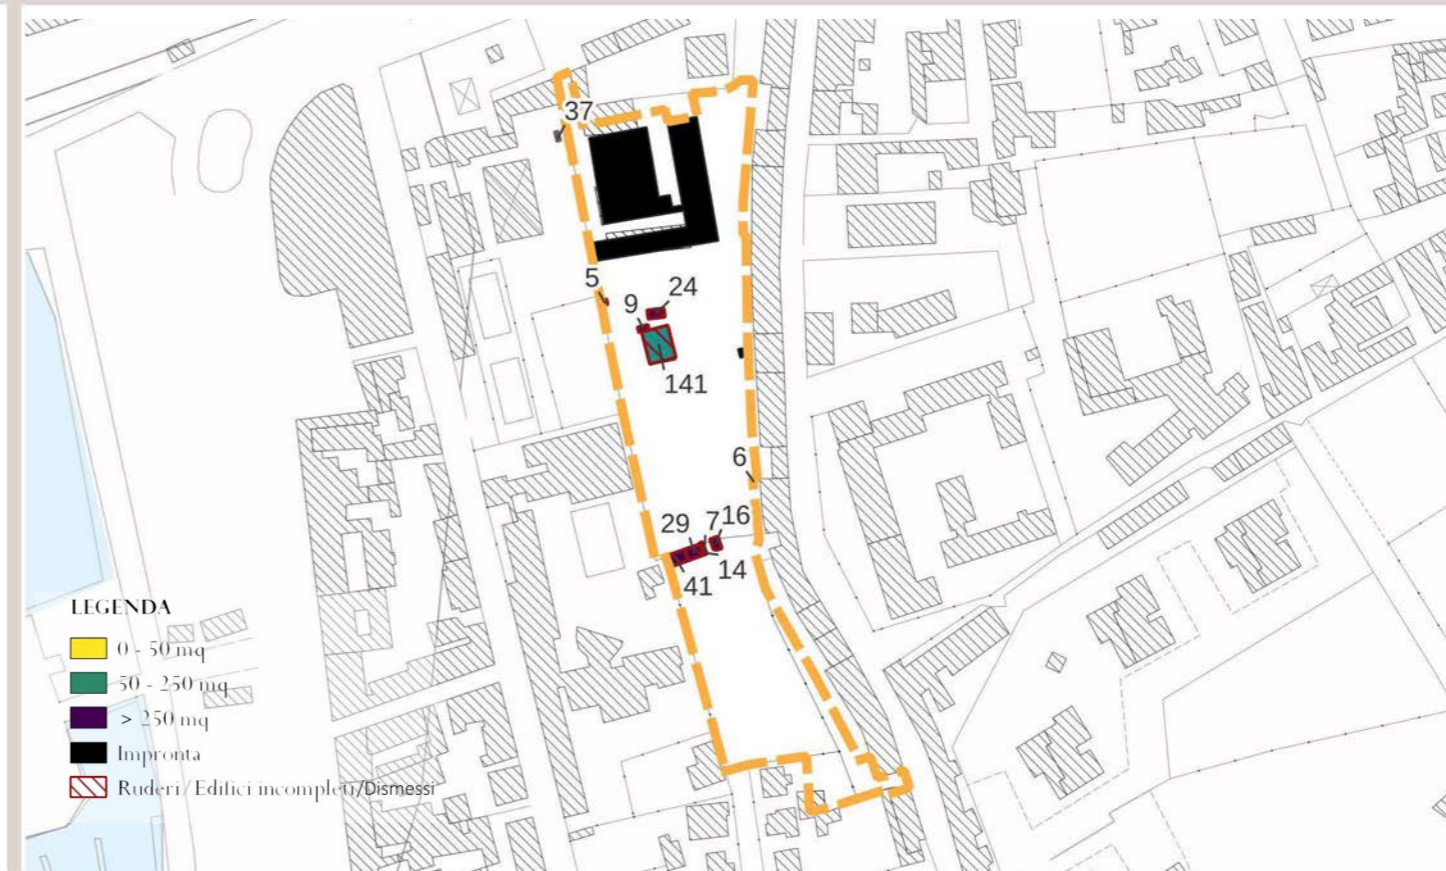 37
5
24
9
141
6
29
7
16
14
41
LEGENDA
0 - 50 mq
50 - 250 mq
> 250 mq
Impronta
Ruderi/Edifici incompleti/Dismessi